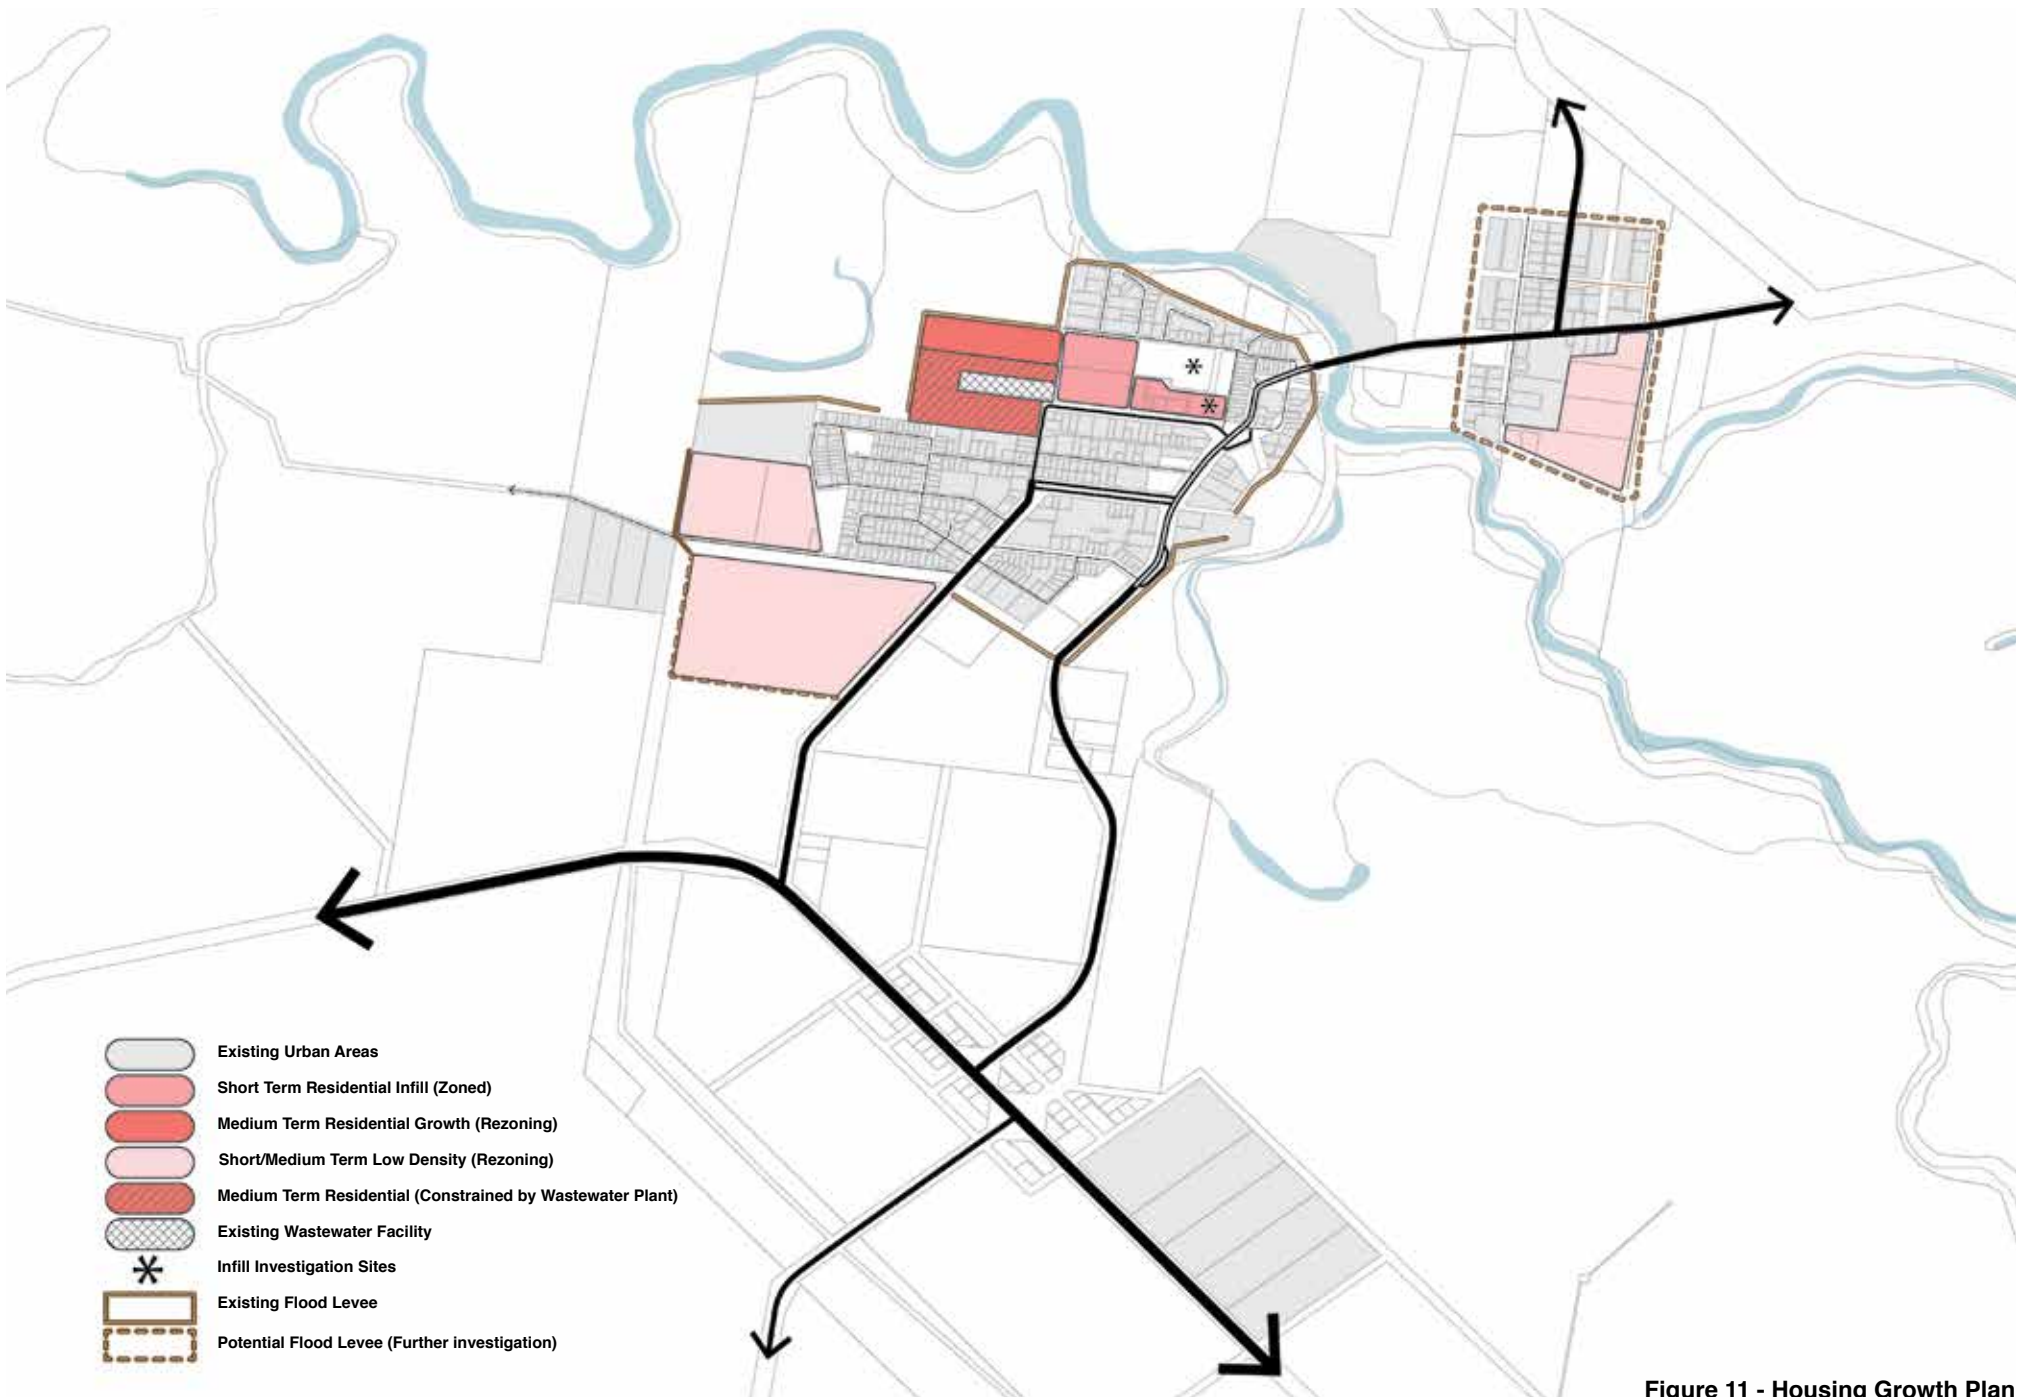 Existing Urban Areas
Short Term Residential Infill (Zoned)
Medium Term Residential Growth (Rezoning)
Short/Medium Term Low Density (Rezoning)
Medium Term Residential (Constrained by Wastewater Plant)
Existing Wastewater Facility
Infill Investigation Sites
Existing Flood Levee
Potential Flood Levee (Further investigation)
Figure 11 - Housing Growth Plan